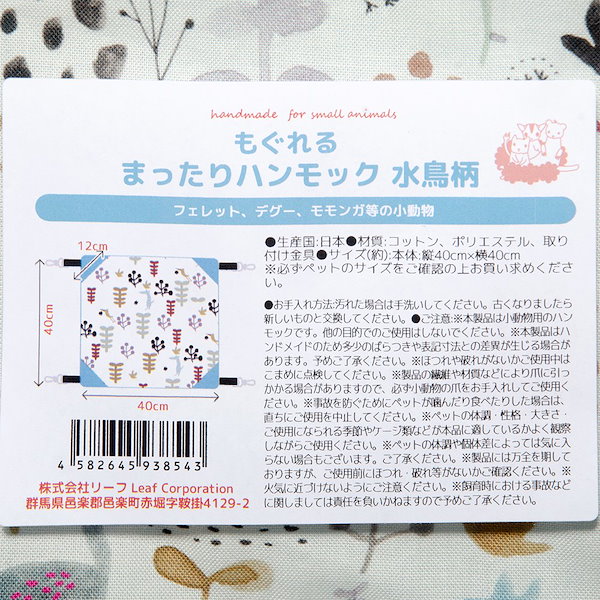 handmade for small animals
もぐれる
まったりハンモック 水鳥柄
フェレット、デグー、モモンガ等の小動物
12cm
40cm
40cm
●生産国:日本●材質:コットン、ポリエステル、取り
付け金具●サイズ(約):本体:縦40cm×横40cm
※必ずペットのサイズをご確認の上お買い求めくださ
い。
●お手入れ方法:汚れた場合は手洗いしてください。古くなりましたら
新しいものと交換してください。●ご注意:※本製品は小動物用のハン
モックです。他の目的でのご使用はしないでください。※本製品はハ
ンドメイドのため多少のばらつきや表記寸法との差異が生じる場合が
あります。予めご了承ください。※ほつれや破れがないかご使用中は
こまめに点検してください。※製品の繊維や材質などにより爪に引っ
かかる場合がありますので、必ず小動物の爪をお手入れしてご使用く
ださい。※事故を防ぐためにペットが噛んだり食べたりした場合は、
直ちにご使用を中止してください。※ペットの体調・性格・大きさ・
ご使用になられる季節やケージ類などが本品に適しているかよく観察
しながらご使用ください。※ペットの体調や個体差によっては気に入
らない場合もございます。ご了承ください。※製品には万全を期して
おりますが、ご使用前にほつれ・破れ等がないかご確認ください。※
火気に近づけないようにご注意ください。※飼育時における事故など
に関しましては責任を負いかねますので予めご了承ください。
4 582645 938543
株式会社リーフ Leaf Corporation
群馬県邑楽郡邑楽町赤堀字鞍掛4129-2